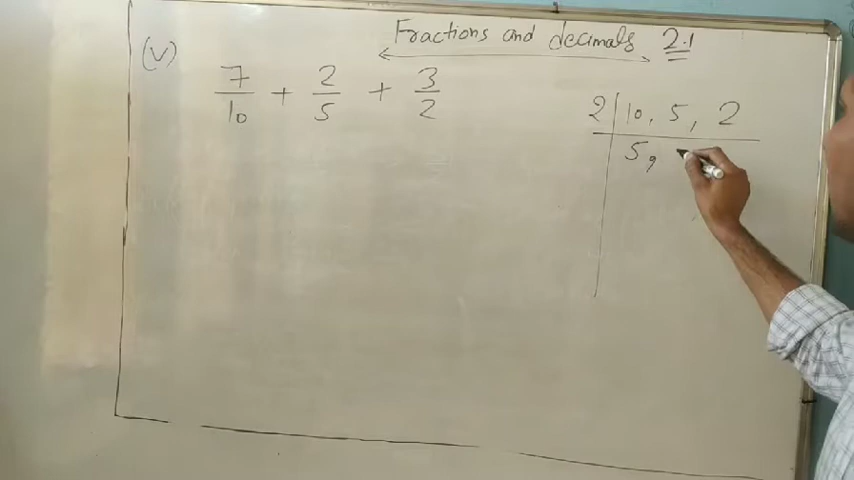 Fractions and decimals 2.1
(v)
7/10 + 2/5 + 3/2
2 | 10, 5, 2
5,